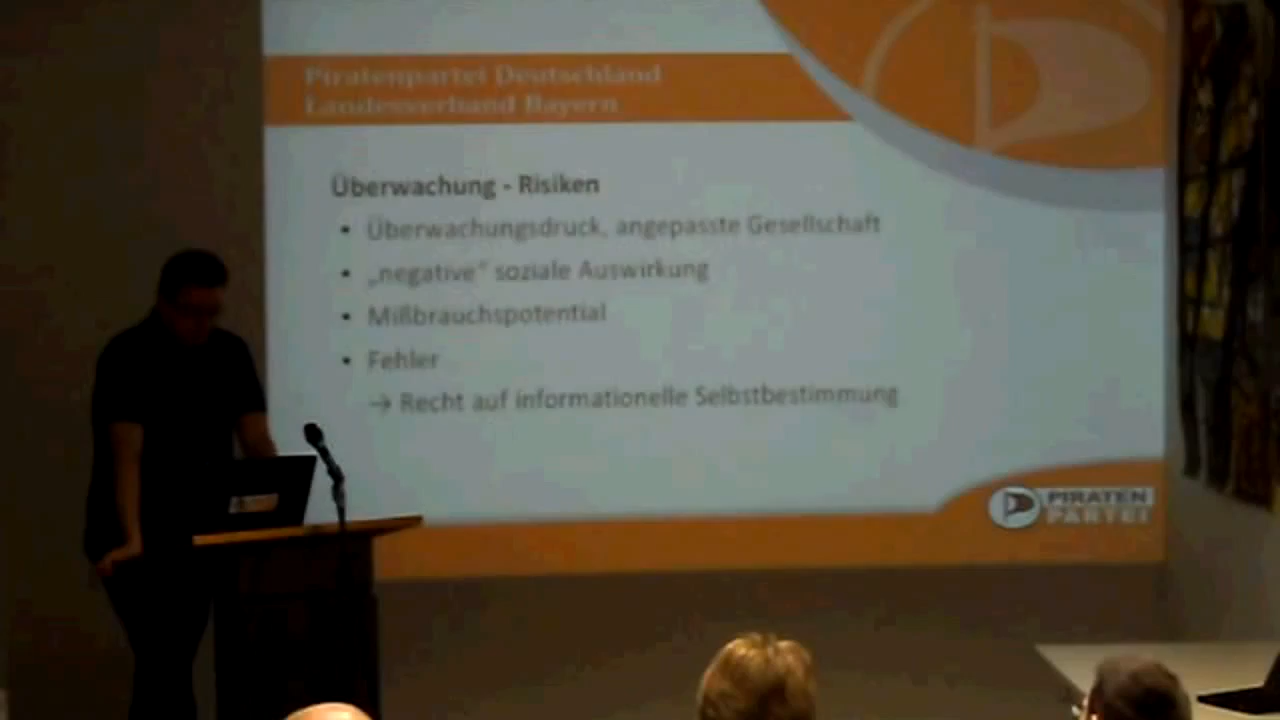 Piratenpartei Deutschland
Landesverband Bayern
Überwachung - Risiken
• Überwachungsdruck, angepasste Gesellschaft
• „negative“ soziale Auswirkung
• Mißbrauchspotential
• Fehler
→ Recht auf informationelle Selbstbestimmung
PIRATEN
PARTEI